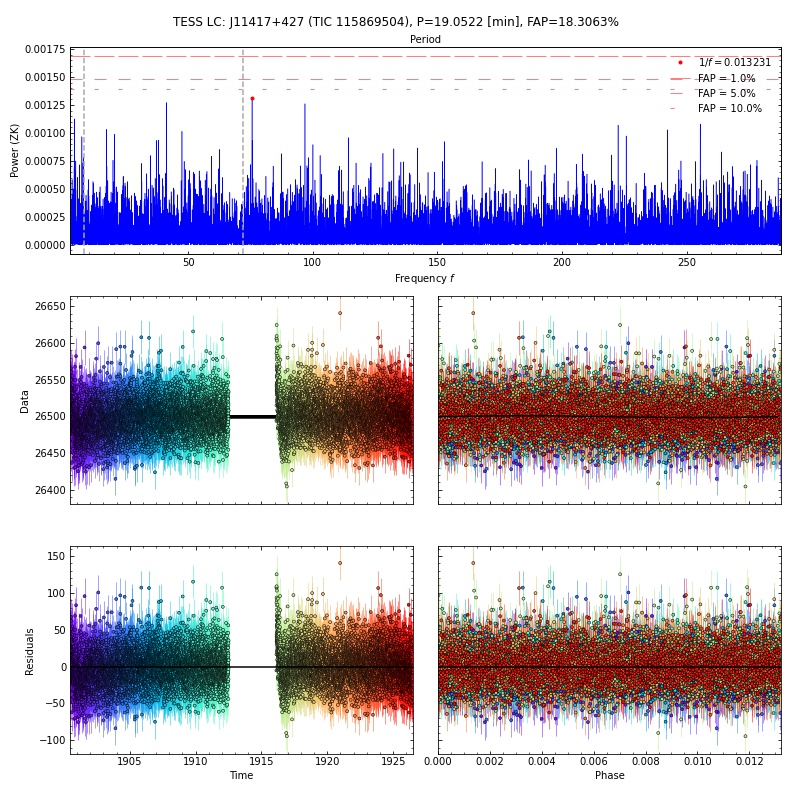 TESS LC: J11417+427 (TIC 115869504), P=19.0522 [min], FAP=18.3063%
Period
0.00175
0.00150
0.00125
0.00100
0.00075
0.00050
0.00025
0.00000
Power (ZK)
1/f = 0.013231
FAP = 1.0%
FAP = 5.0%
FAP = 10.0%
50 100 150 200 250
Frequency f
26650
26600
26550
26500
26450
26400
Data
150
100
50
0
−50
−100
Residuals
1905 1910 1915 1920 1925
Time
0.000 0.002 0.004 0.006 0.008 0.010 0.012
Phase